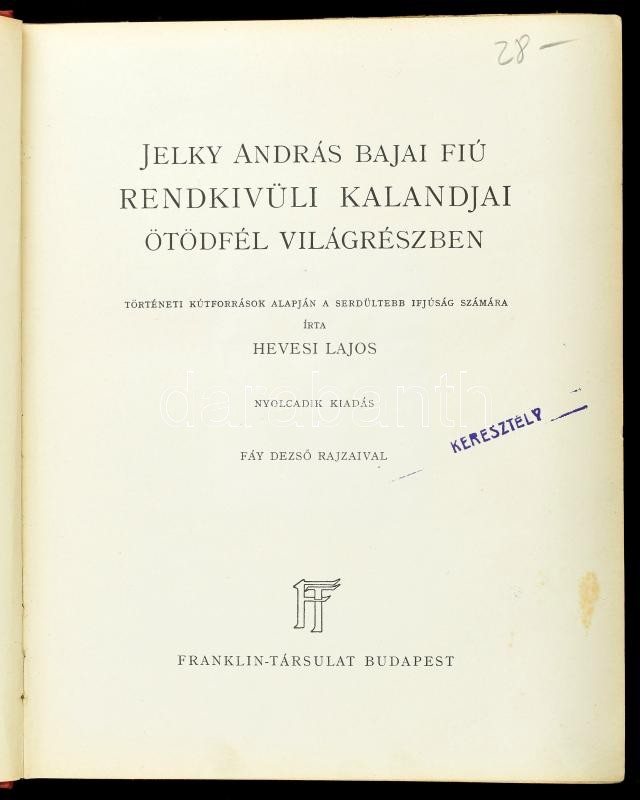 28 —
JELKY ANDRÁS BAJAI FIÚ
RENDKIVÜLI KALANDJAI
ÖTÖDFÉL VILÁGRÉSZBEN
TÖRTÉNETI KÚTFORRÁSOK ALAPJÁN A SERDÜLTEBB IFJÚSÁG SZÁMÁRA
ÍRTA
HEVESI LAJOS
darabanth
NYOLCADIK KIADÁS
KERESZTÉLY
FÁY DEZSŐ RAJZAIVAL
FT
FRANKLIN-TÁRSULAT BUDAPEST